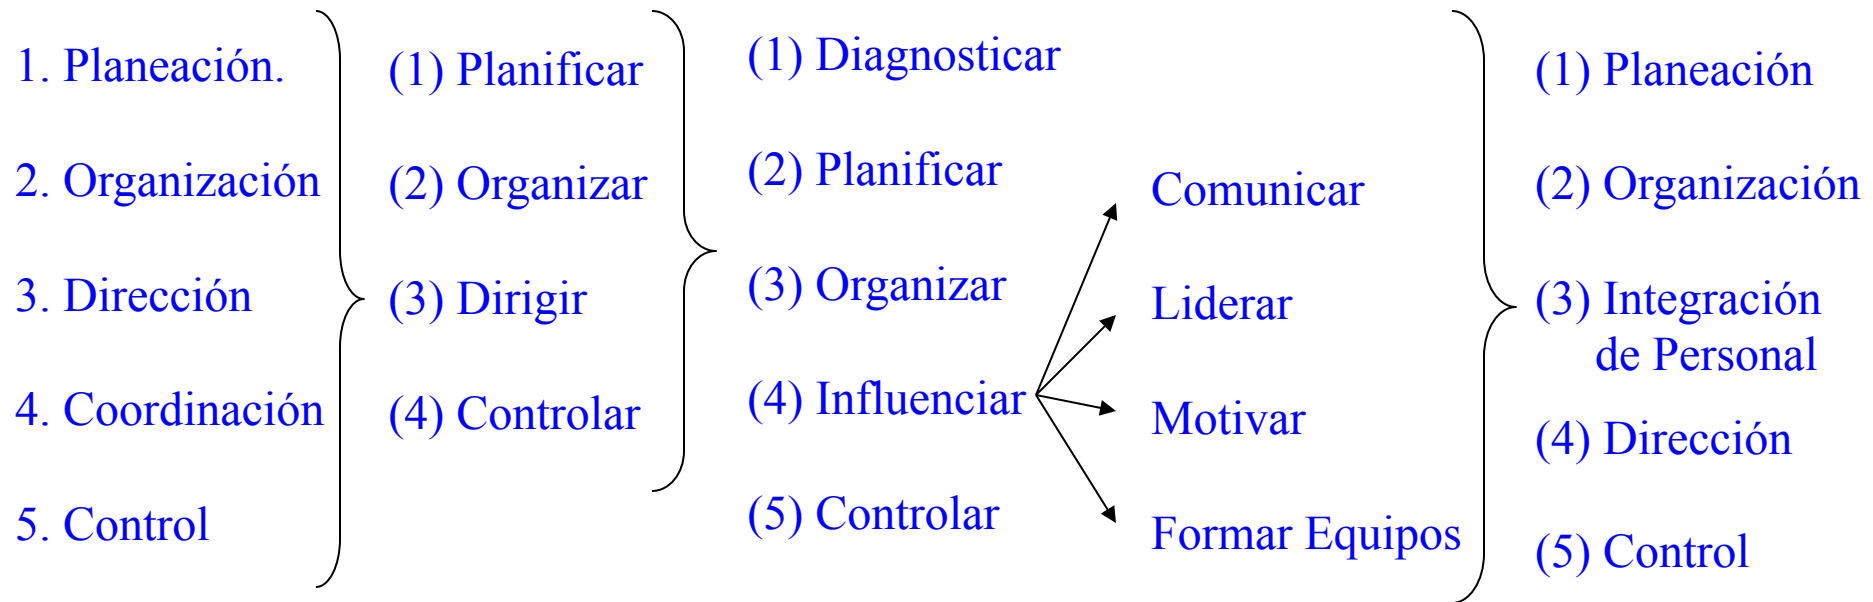 1. Planeación.
2. Organización
3. Dirección
4. Coordinación
5. Control
(1) Planificar
(2) Organizar
(3) Dirigir
(4) Controlar
(1) Diagnosticar
(2) Planificar
(3) Organizar
(4) Influenciar
(5) Controlar
Comunicar
Liderar
Motivar
Formar Equipos
(1) Planeación
(2) Organización
(3) Integración
de Personal
(4) Dirección
(5) Control